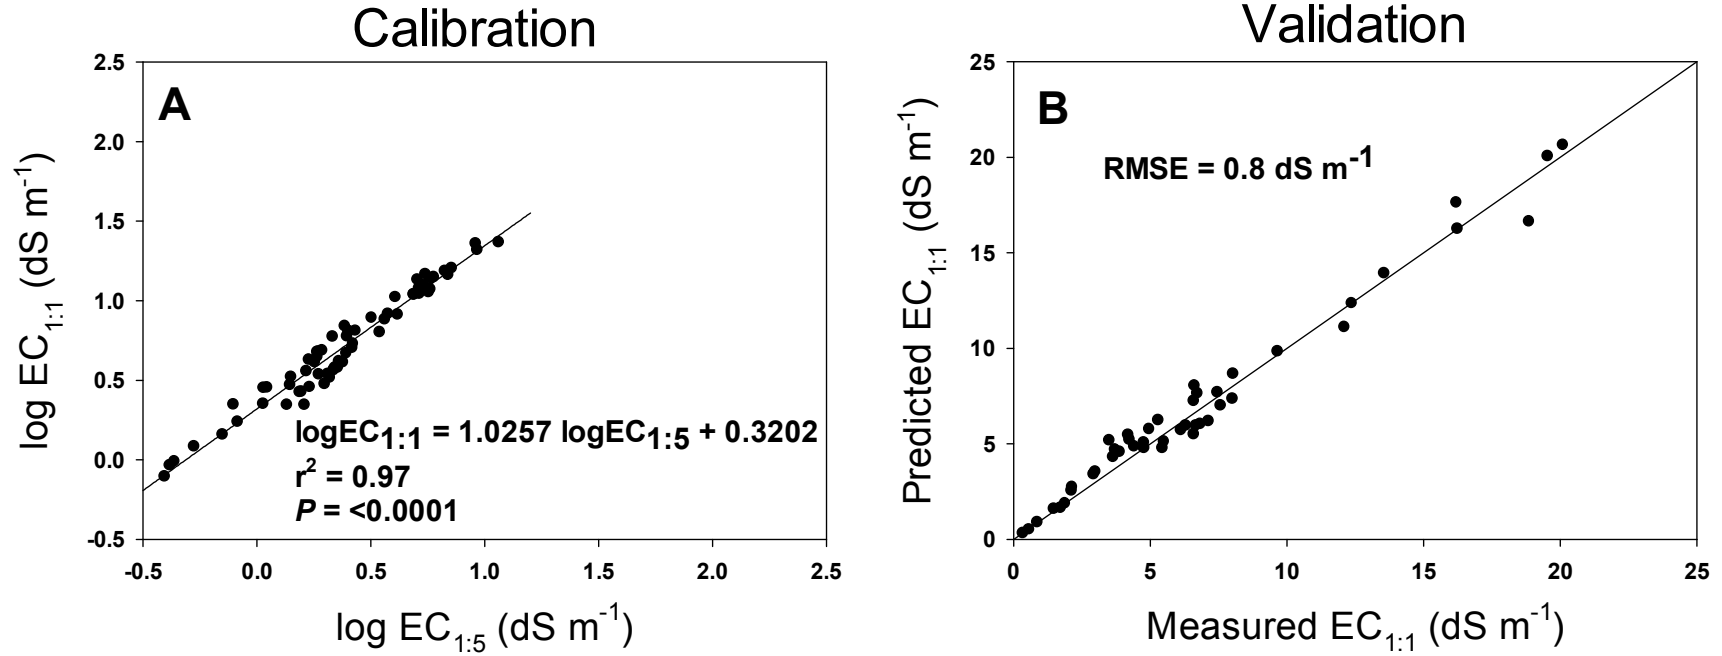 Calibration
A
2.5
2.0
1.5
1.0
0.5
0.0
-0.5
log EC1:1 (dS m-1)
logEC1:1 = 1.0257 logEC1:5 + 0.3202
r2 = 0.97
P = <0.0001
-0.5 0.0 0.5 1.0 1.5 2.0 2.5
log EC1:5 (dS m-1)
Validation
B
25
20
15
10
5
0
Predicted EC1:1 (dS m-1)
RMSE = 0.8 dS m-1
0 5 10 15 20 25
Measured EC1:1 (dS m-1)